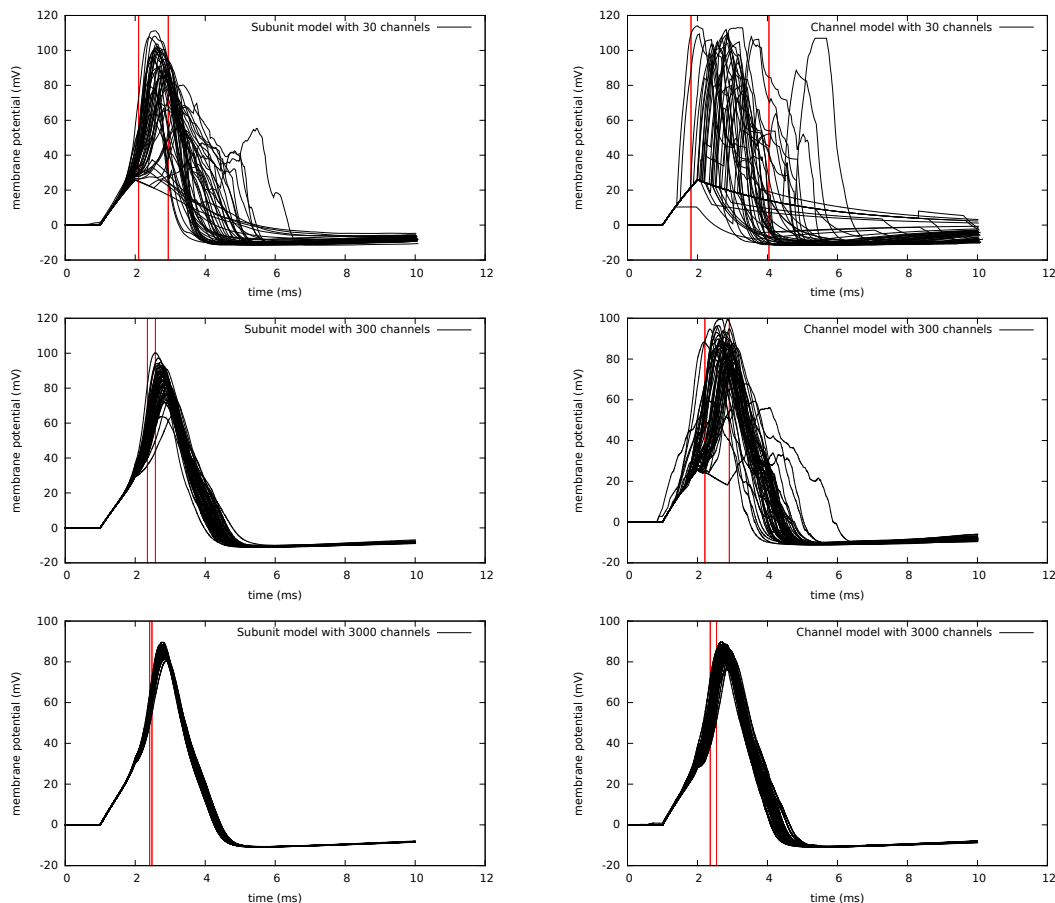 120
100
80
60
40
20
0
-20
membrane potential (mV)
Subunit model with 30 channels
0 2 4 6 8 10 12
time (ms)
120
100
80
60
40
20
0
-20
membrane potential (mV)
Channel model with 30 channels
0 2 4 6 8 10 12
time (ms)
120
100
80
60
40
20
0
-20
membrane potential (mV)
Subunit model with 300 channels
0 2 4 6 8 10 12
time (ms)
100
80
60
40
20
0
-20
membrane potential (mV)
Channel model with 300 channels
0 2 4 6 8 10 12
time (ms)
100
80
60
40
20
0
-20
membrane potential (mV)
Subunit model with 3000 channels
0 2 4 6 8 10 12
time (ms)
100
80
60
40
20
0
-20
membrane potential (mV)
Channel model with 3000 channels
0 2 4 6 8 10 12
time (ms)